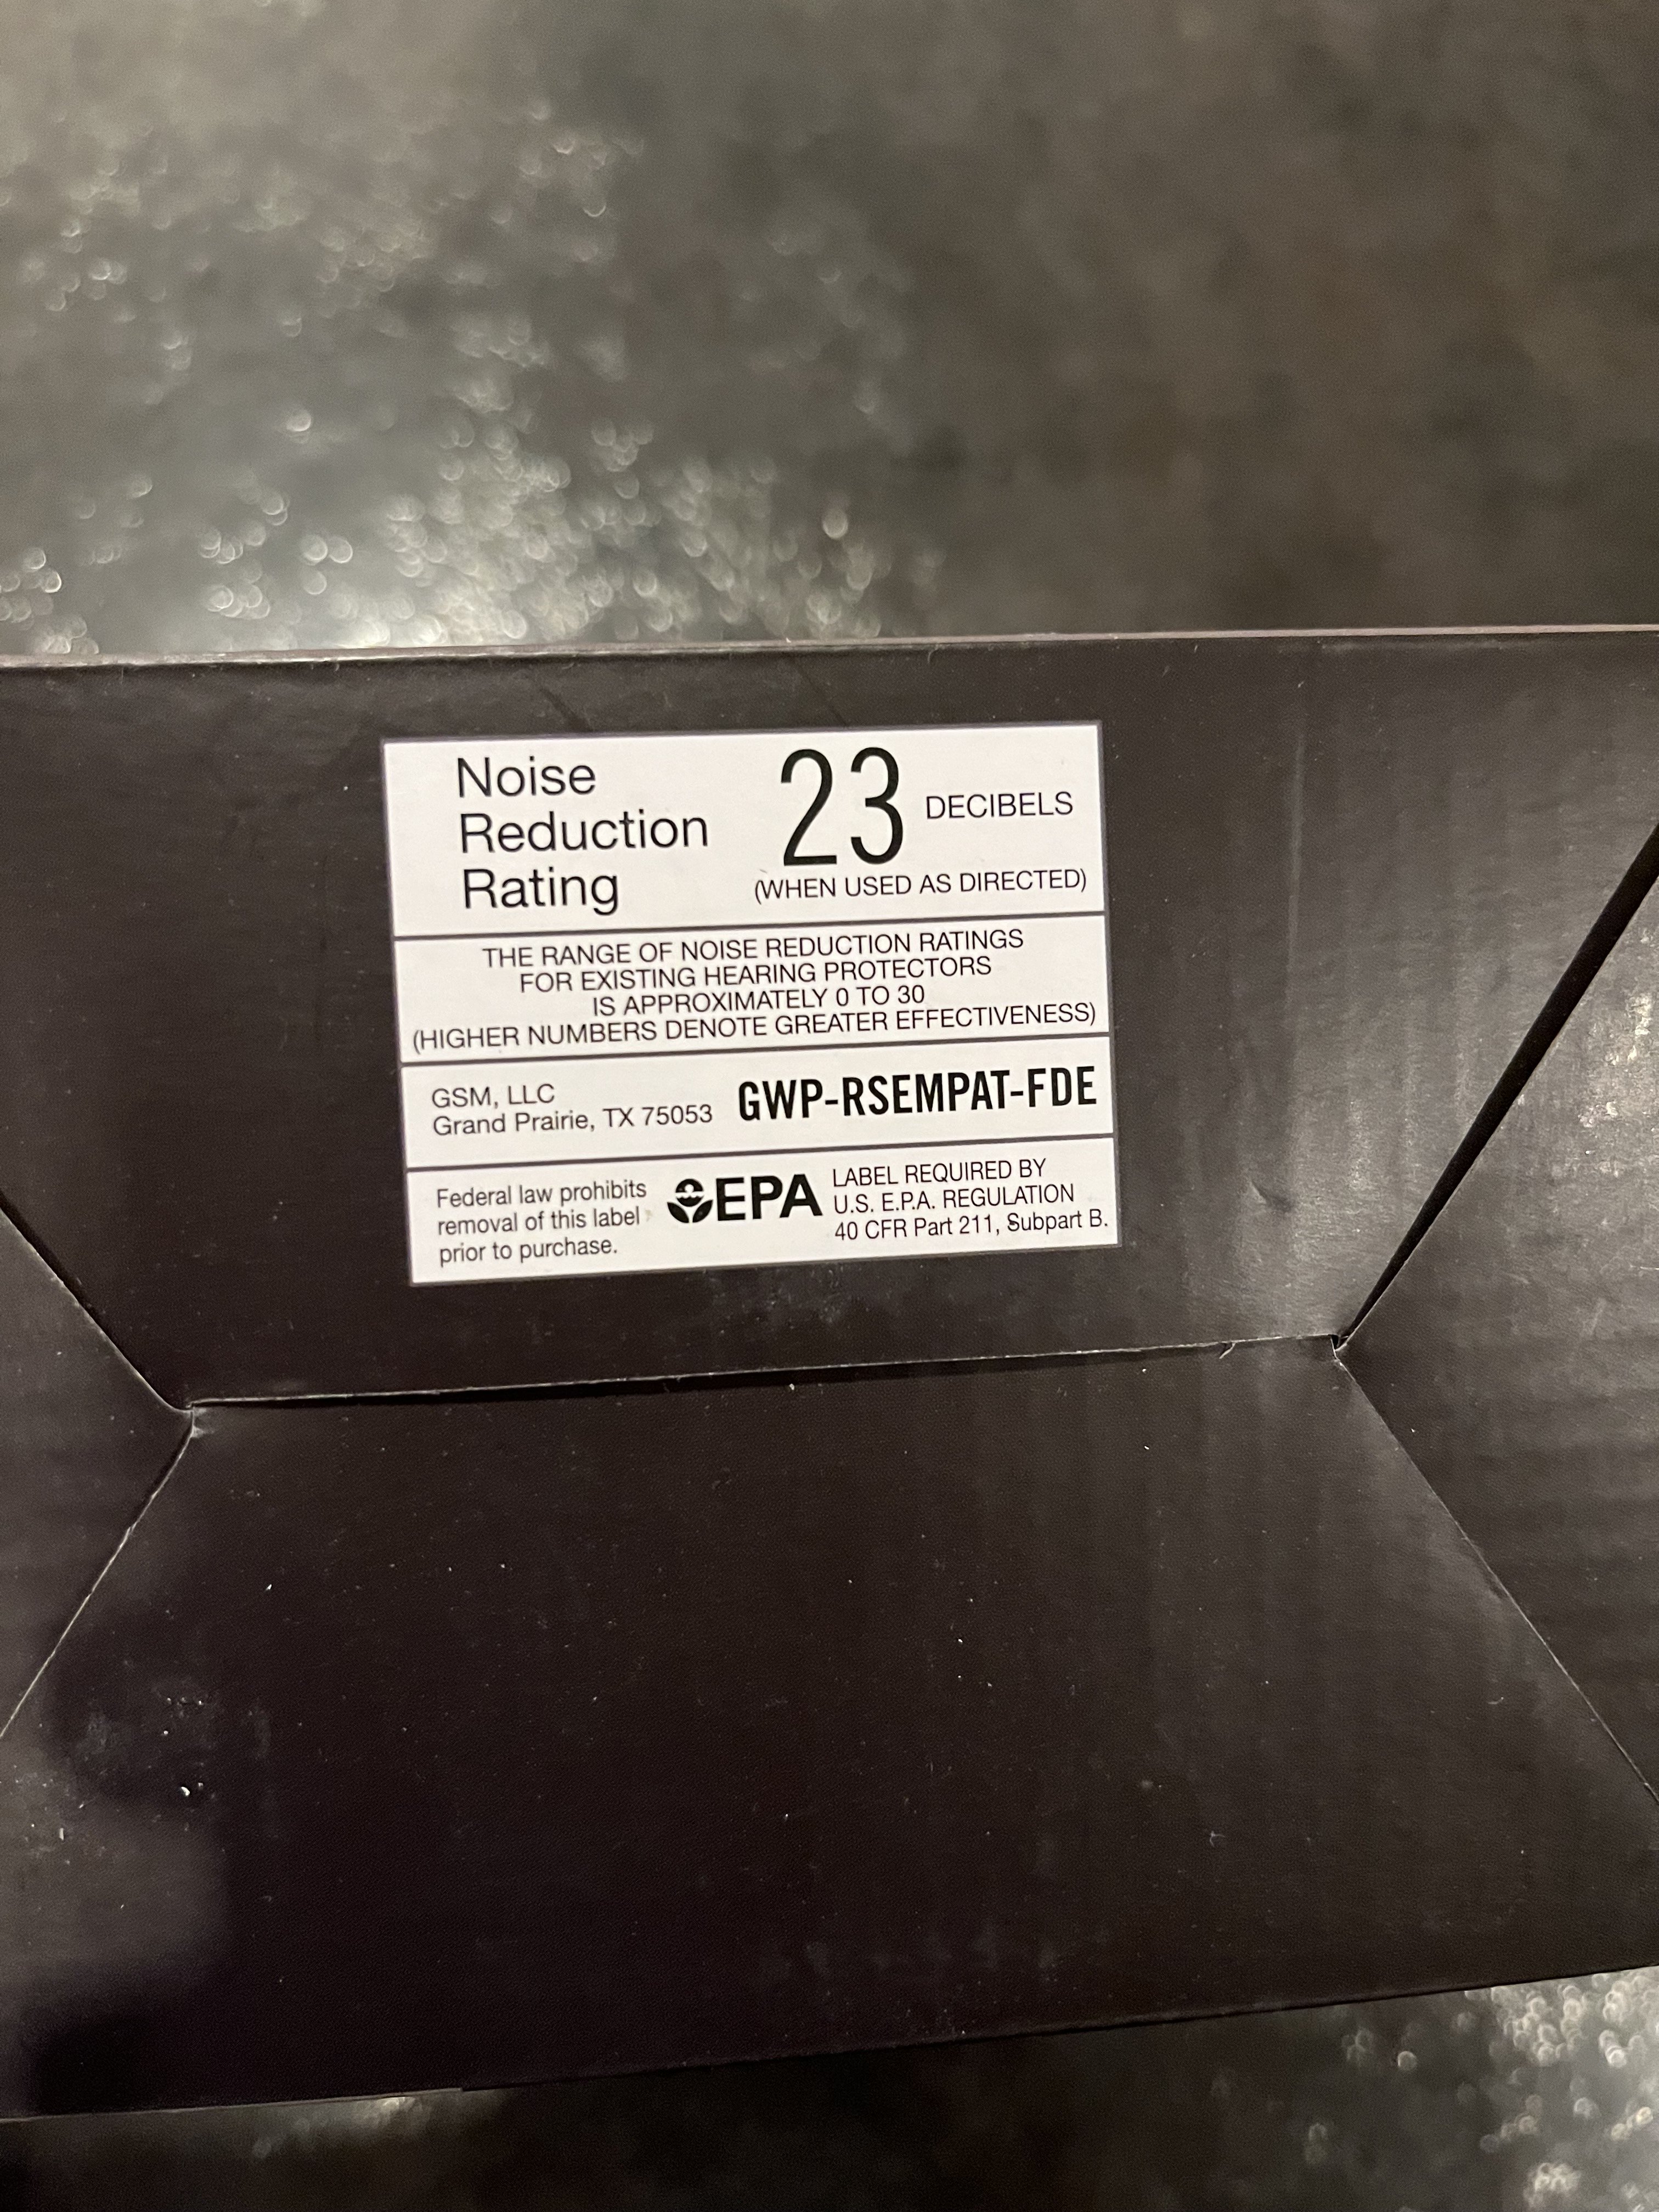 Noise
Reduction
Rating
23 DECIBELS
(WHEN USED AS DIRECTED)
THE RANGE OF NOISE REDUCTION RATINGS
FOR EXISTING HEARING PROTECTORS
IS APPROXIMATELY 0 TO 30
(HIGHER NUMBERS DENOTE GREATER EFFECTIVENESS)
GSM, LLC
Grand Prairie, TX 75053
GWP-RSEMPAT-FDE
Federal law prohibits
removal of this label
prior to purchase.
EPA
LABEL REQUIRED BY
U.S. E.P.A. REGULATION
40 CFR Part 211, Subpart B.